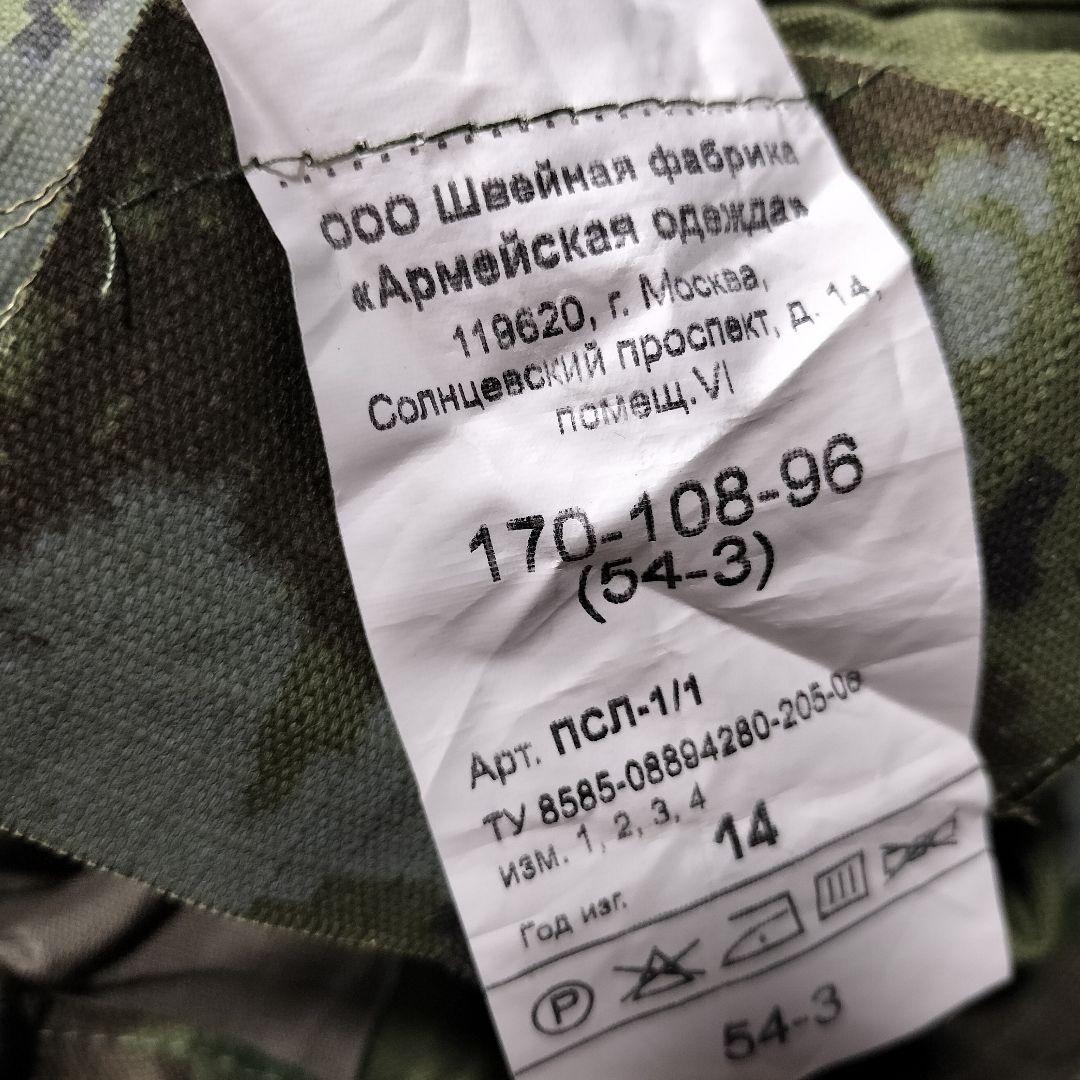 ООО Швейная фабрика
«Армейская одежда»
119620, г. Москва,
Солнцевский проспект, д. 14,
помещ. VI
170-108-96
(54-3)
Арт. ПСЛ-1/1
ТУ 8585-08894280-205-08
изм. 1, 2, 3, 4
14
Год изг.
P
54-3